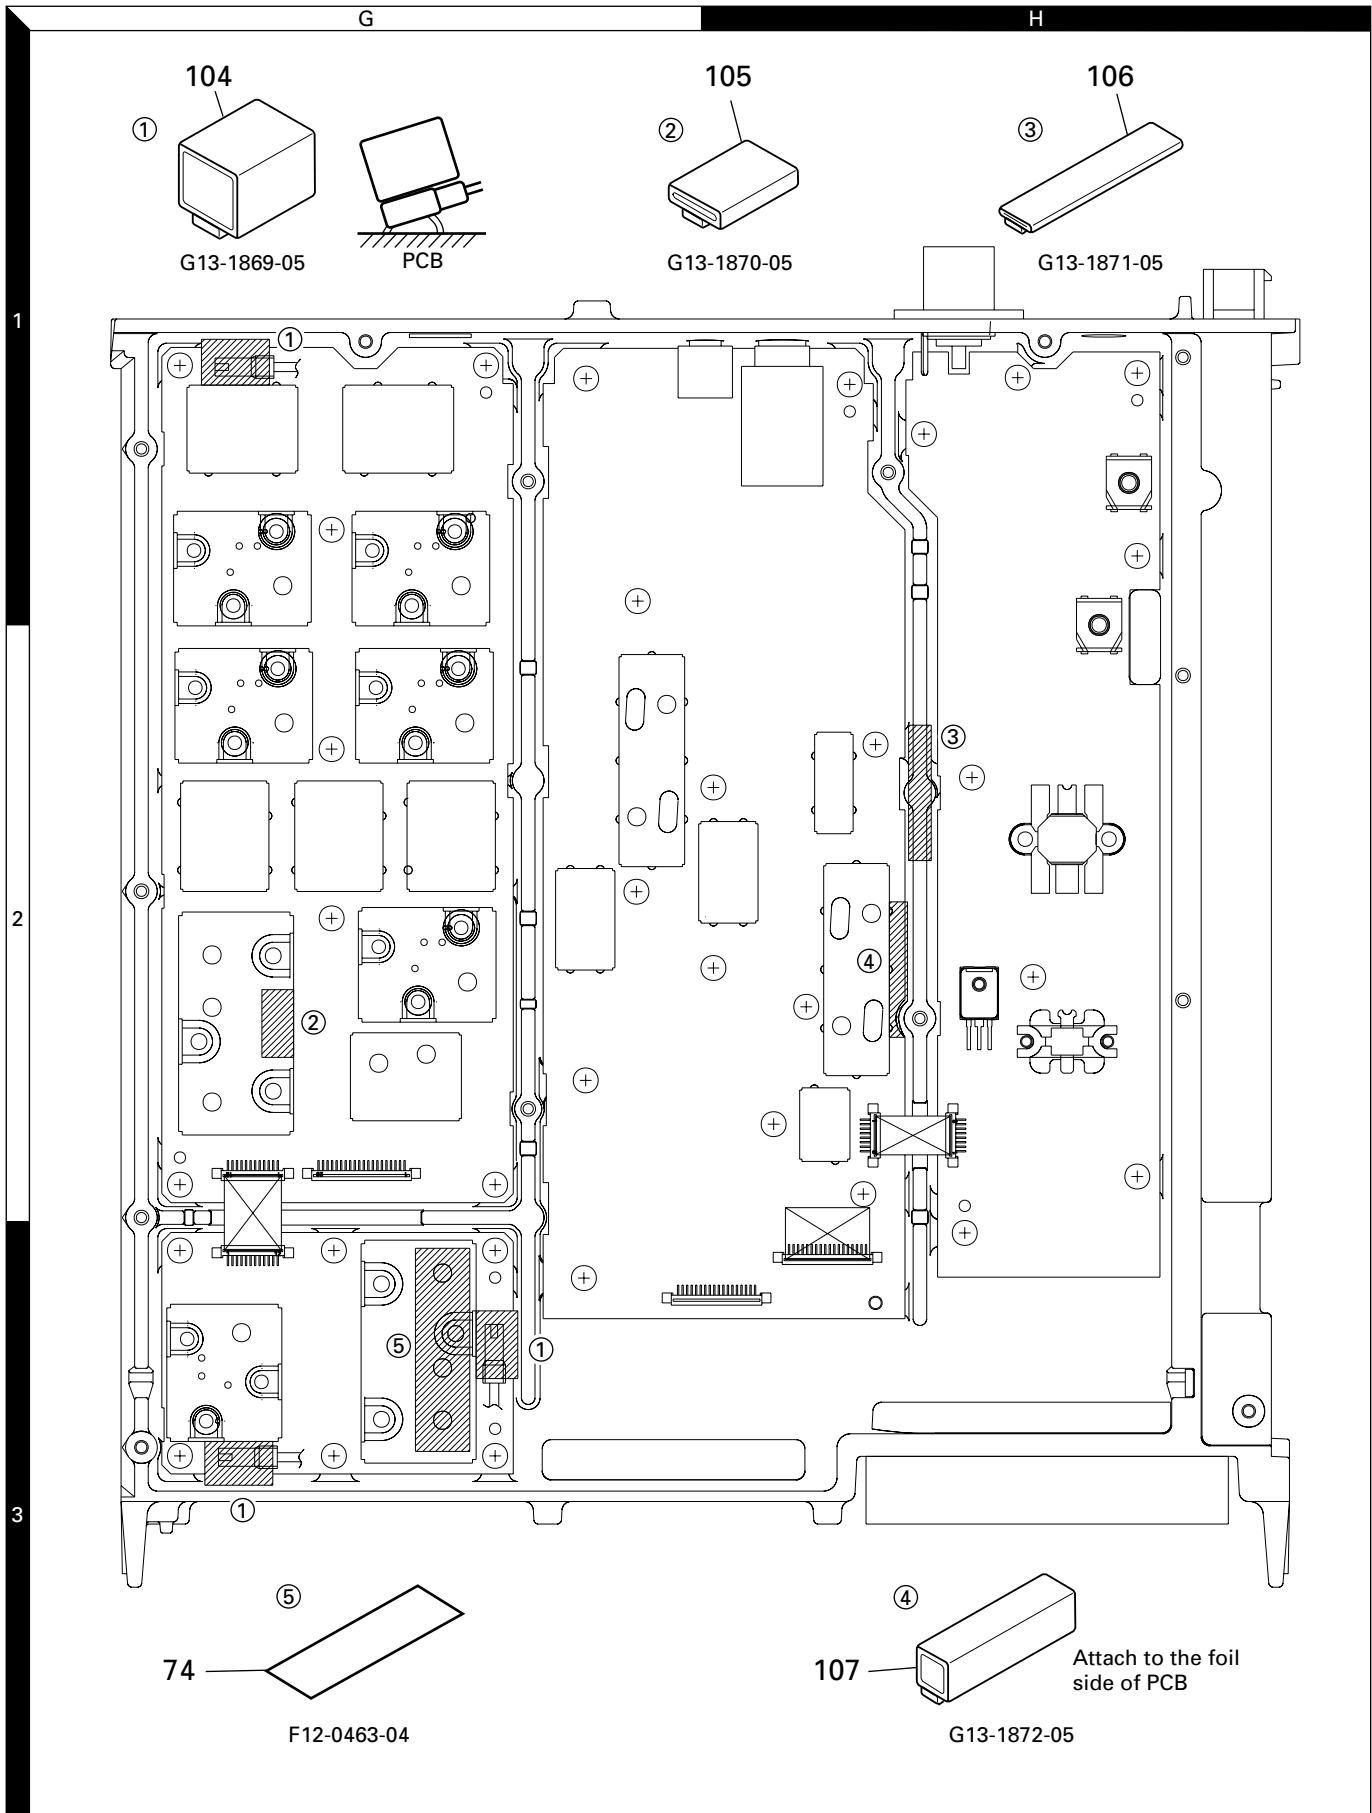 G
H
104
105
106
①
②
③
G13-1869-05
PCB
G13-1870-05
G13-1871-05
1
①
③
2
④
②
⑤
①
①
3
⑤
④
74
107
Attach to the foil
side of PCB
F12-0463-04
G13-1872-05